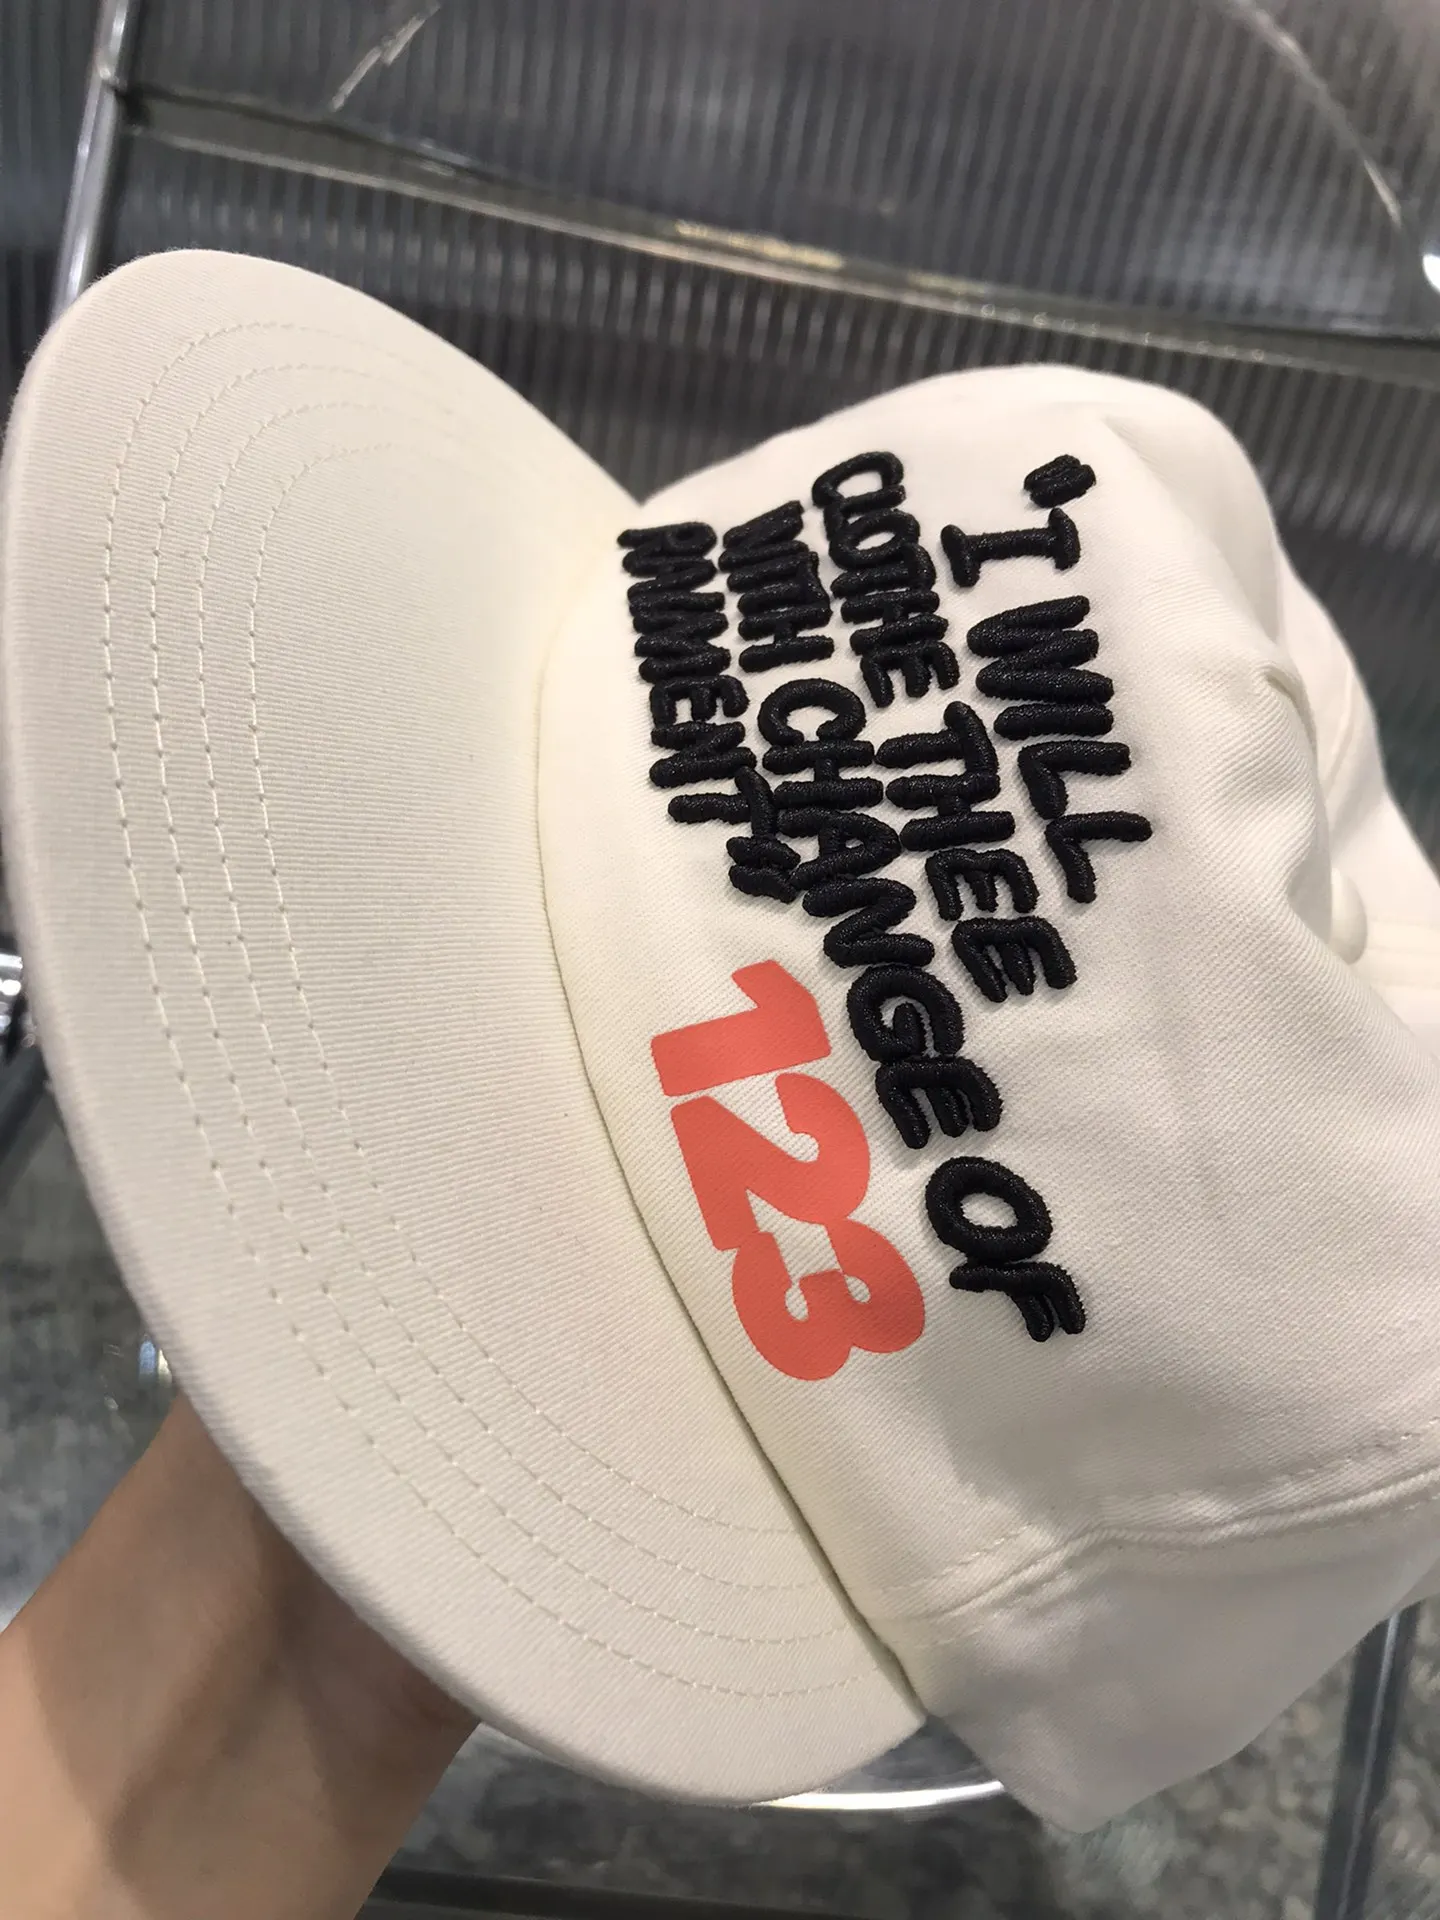 "I WILL
CLOTHE THEE
WITH CHANGE OF
RAIMENT"
123